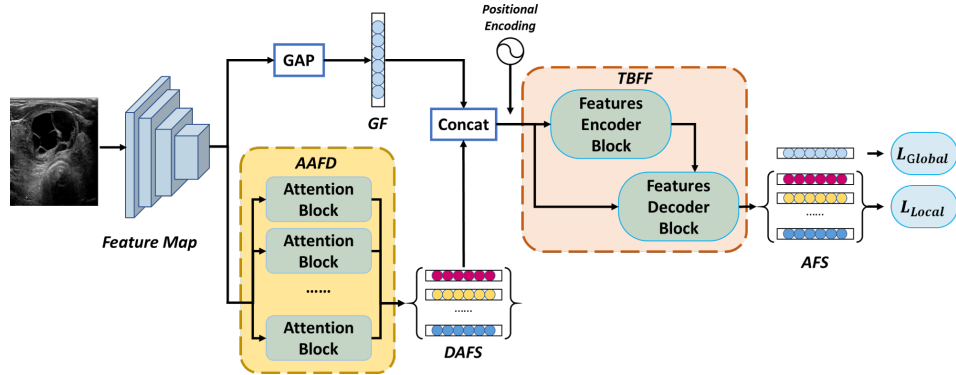 Positional
Encoding
GAP
GF
Concat
TBFF
Features
Encoder
Block
Features
Decoder
Block
AAFD
Attention
Block
Attention
Block
......
Attention
Block
Feature Map
......
DAFS
......
AFS
L_Global
L_Local